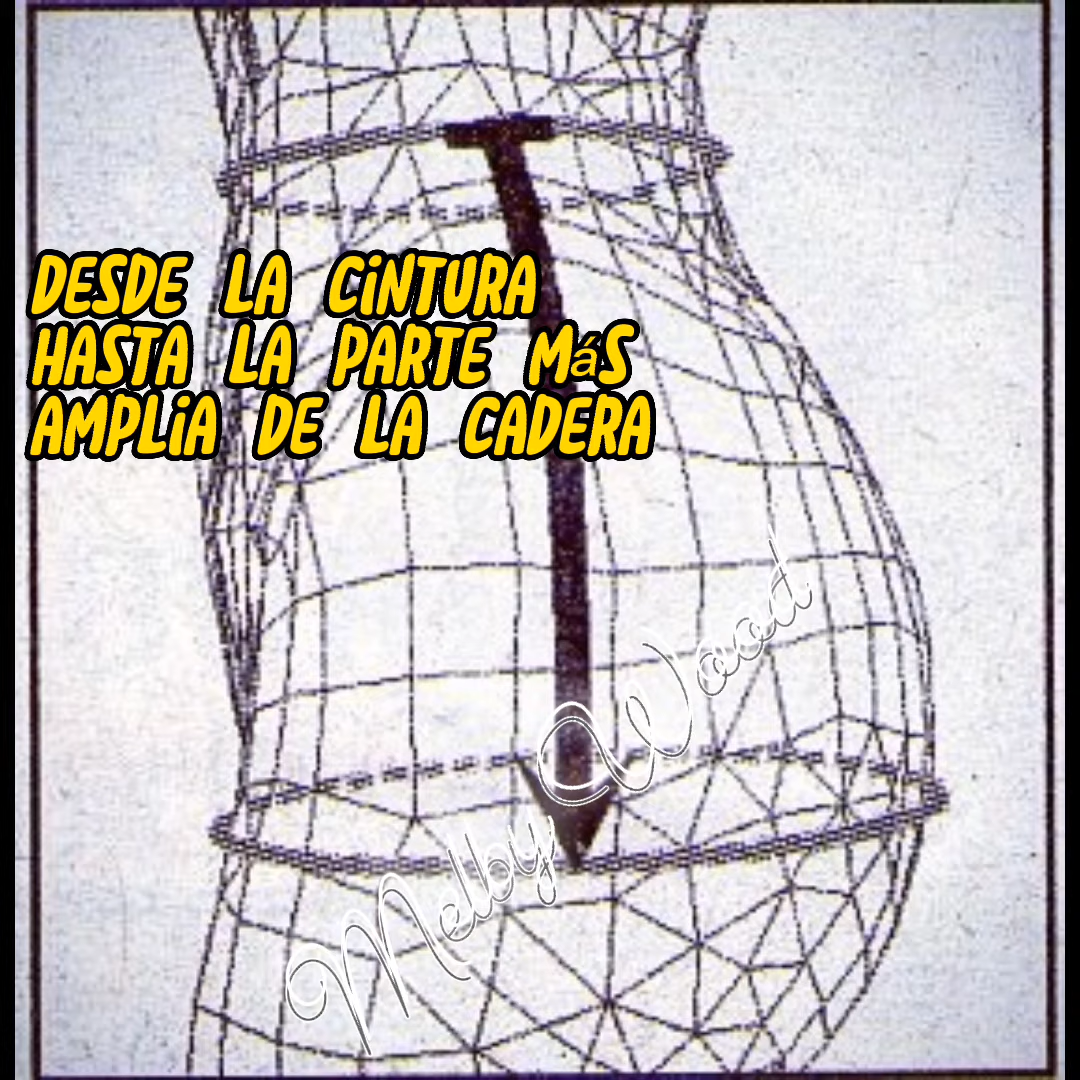 DESDE LA CiNTURA
HASTA LA PARTE MáS
AMPLiA DE LA CADERA
Melby Wood